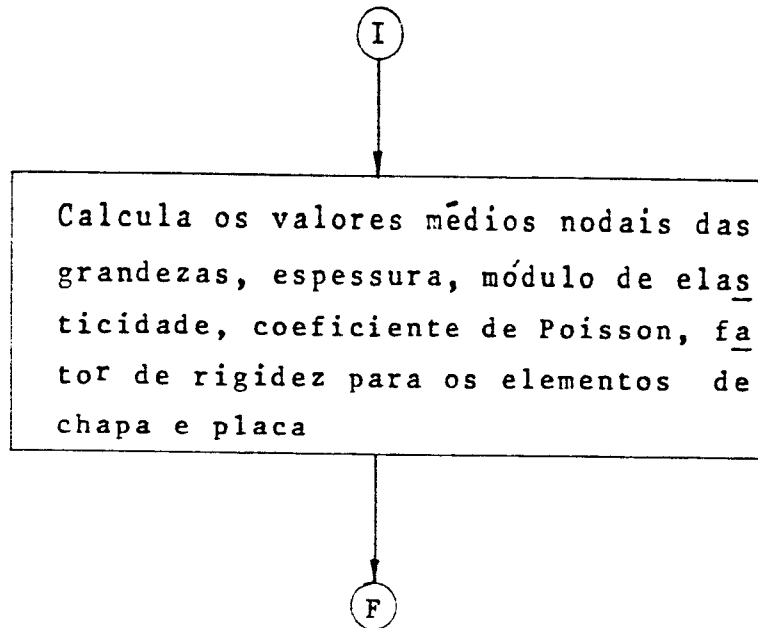 I
Calcula os valores médios nodais das
grandezas, espessura, módulo de elas
ticidade, coeficiente de Poisson, fa
tor de rigidez para os elementos de
chapa e placa
F